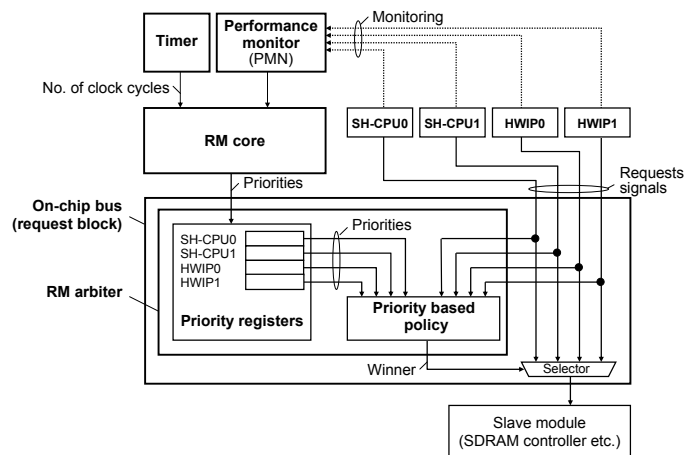 Timer
Performance
monitor
(PMN)
Monitoring
No. of clock cycles
RM core
SH-CPU0
SH-CPU1
HWIP0
HWIP1
Priorities
Requests
signals
On-chip bus
(request block)
SH-CPU0
SH-CPU1
HWIP0
HWIP1
Priorities
RM arbiter
Priority registers
Priority based
policy
Winner
Selector
Slave module
(SDRAM controller etc.)